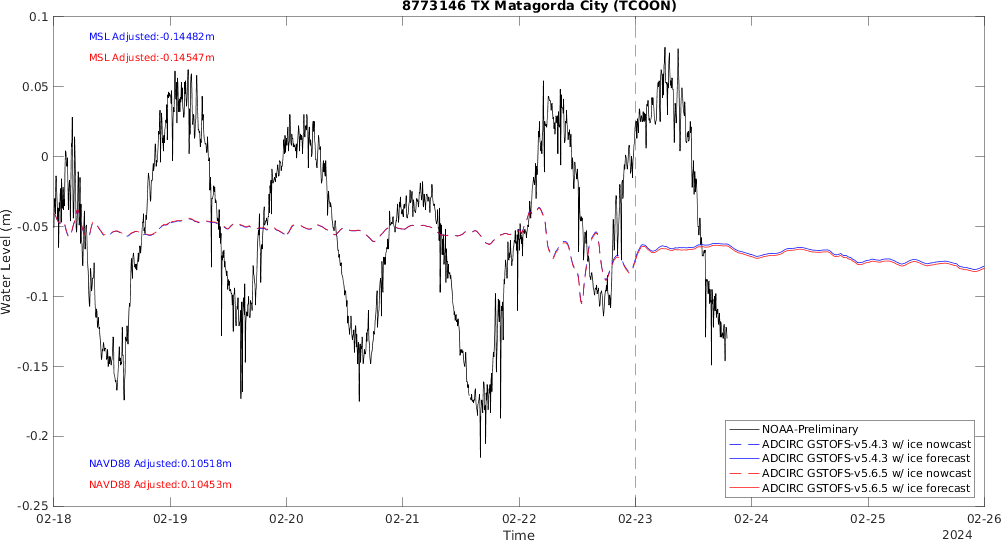 8773146 TX Matagorda City (TCOON)
MSL Adjusted:-0.14482m
MSL Adjusted:-0.14547m
NAVD88 Adjusted:0.10518m
NAVD88 Adjusted:0.10453m
Water Level (m)
0.1
0.05
0
-0.05
-0.1
-0.15
-0.2
-0.25
NOAA-Preliminary
ADCIRC GSTOFS-v5.4.3 w/ ice nowcast
ADCIRC GSTOFS-v5.4.3 w/ ice forecast
ADCIRC GSTOFS-v5.6.5 w/ ice nowcast
ADCIRC GSTOFS-v5.6.5 w/ ice forecast
02-18 02-19 02-20 02-21 02-22 02-23 02-24 02-25 02-26
Time
2024